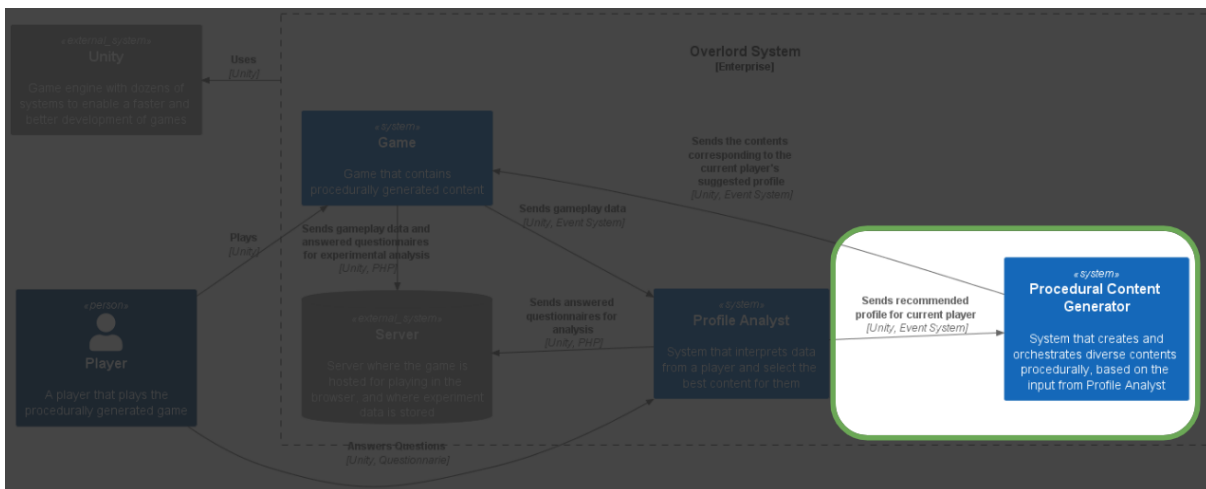 «external_system»
Unity
Game engine with dozens of
systems to enable a faster and
better development of games
Uses
[Unity]
Overlord System
[Enterprise]
«system»
Game
Game that contains
procedurally generated content
Sends the contents
corresponding to the
current player's
suggested profile
[Unity, Event System]
Sends gameplay data
[Unity, Event System]
Plays
[Unity]
Sends gameplay data and
answered questionnaires
for experimental analysis
[Unity, PHP]
«person»
Player
A player that plays the
procedurally generated game
«external_system»
Server
Server where the game is
hosted for playing in the
browser, and where experiment
data is stored
Sends answered
questionnaires for
analysis
[Unity, PHP]
«system»
Profile Analyst
System that interprets data
from a player and select the
best content for them
Sends recommended
profile for current player
[Unity, Event System]
«system»
Procedural Content
Generator
System that creates and
orchestrates diverse contents
procedurally, based on the
input from Profile Analyst
Answers Questions
[Unity, Questionnarie]